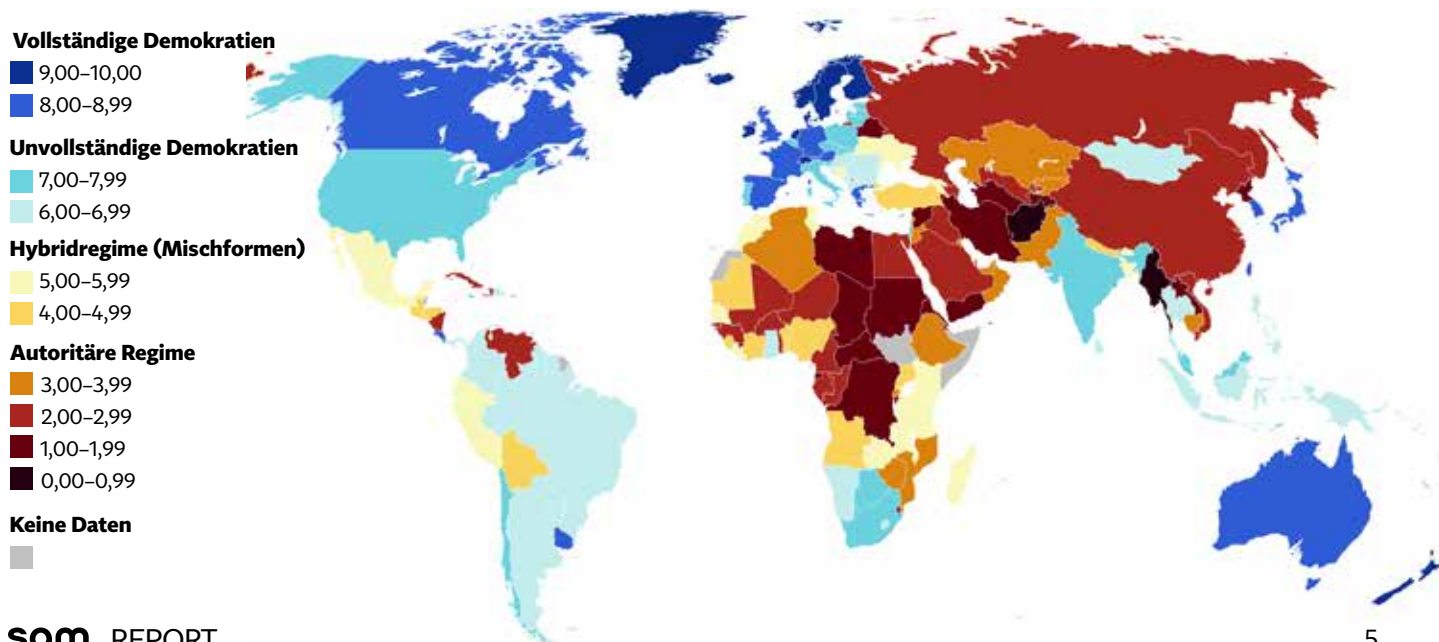 Vollständige Demokratien
9,00–10,00
8,00–8,99
Unvollständige Demokratien
7,00–7,99
6,00–6,99
Hybridregime (Mischformen)
5,00–5,99
4,00–4,99
Autoritäre Regime
3,00–3,99
2,00–2,99
1,00–1,99
0,00–0,99
Keine Daten
som REPORT
5